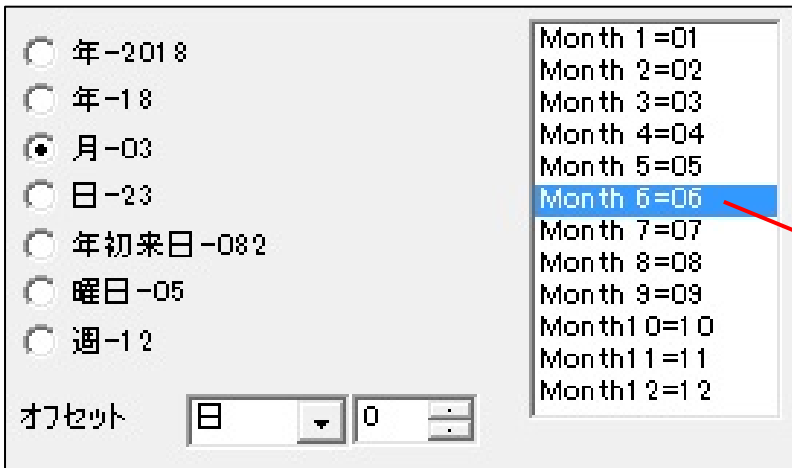 年-2018
年-18
月-03
日-23
年初来日-082
曜日-05
週-12
オフセット 日 0
Month 1=01
Month 2=02
Month 3=03
Month 4=04
Month 5=05
Month 6=06
Month 7=07
Month 8=08
Month 9=09
Month10=10
Month11=11
Month12=12